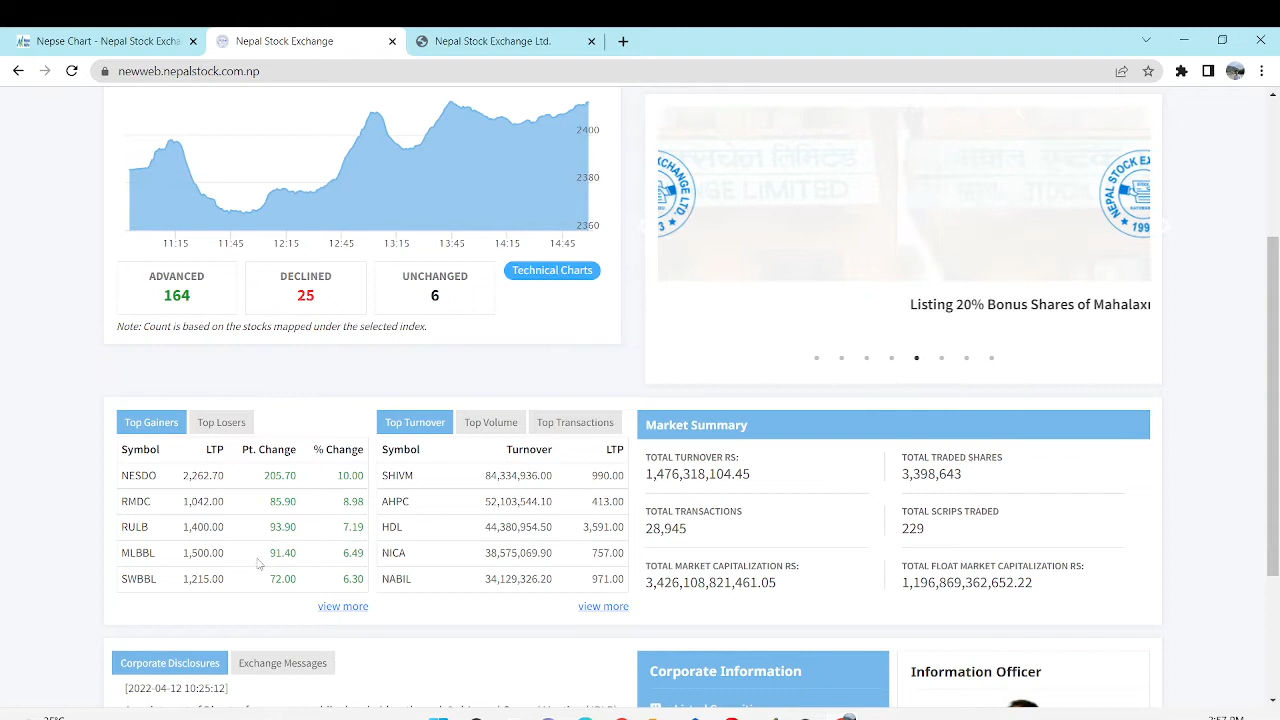 Nepse Chart - Nepal Stock Excha
Nepal Stock Exchange
Nepal Stock Exchange Ltd.
newweb.nepalstock.com.np
2400
2380
2360
11:15 11:45 12:15 12:45 13:15 13:45 14:15 14:45
ADVANCED
164
DECLINED
25
UNCHANGED
6
Technical Charts
Note: Count is based on the stocks mapped under the selected index.
NGE LIMITED
EXCHANGE LTD.
NEPAL STOCK EX
199
Listing 20% Bonus Shares of Mahalaxm
Top Gainers Top Losers
Symbol LTP Pt. Change % Change
NESDO 2,262.70 205.70 10.00
RMDC 1,042.00 85.90 8.98
RULB 1,400.00 93.90 7.19
MLBBL 1,500.00 91.40 6.49
SWBBL 1,215.00 72.00 6.30
view more
Top Turnover Top Volume Top Transactions
Symbol Turnover LTP
SHIVM 84,334,936.00 990.00
AHPC 52,103,544.10 413.00
HDL 44,380,954.50 3,591.00
NICA 38,575,069.90 757.00
NABIL 34,129,326.20 971.00
view more
Market Summary
TOTAL TURNOVER RS:
1,476,318,104.45
TOTAL TRADED SHARES
3,398,643
TOTAL TRANSACTIONS
28,945
TOTAL SCRIPS TRADED
229
TOTAL MARKET CAPITALIZATION RS:
3,426,108,821,461.05
TOTAL FLOAT MARKET CAPITALIZATION RS:
1,196,869,362,652.22
Corporate Disclosures Exchange Messages
[2022-04-12 10:25:12]
Corporate Information
Information Officer